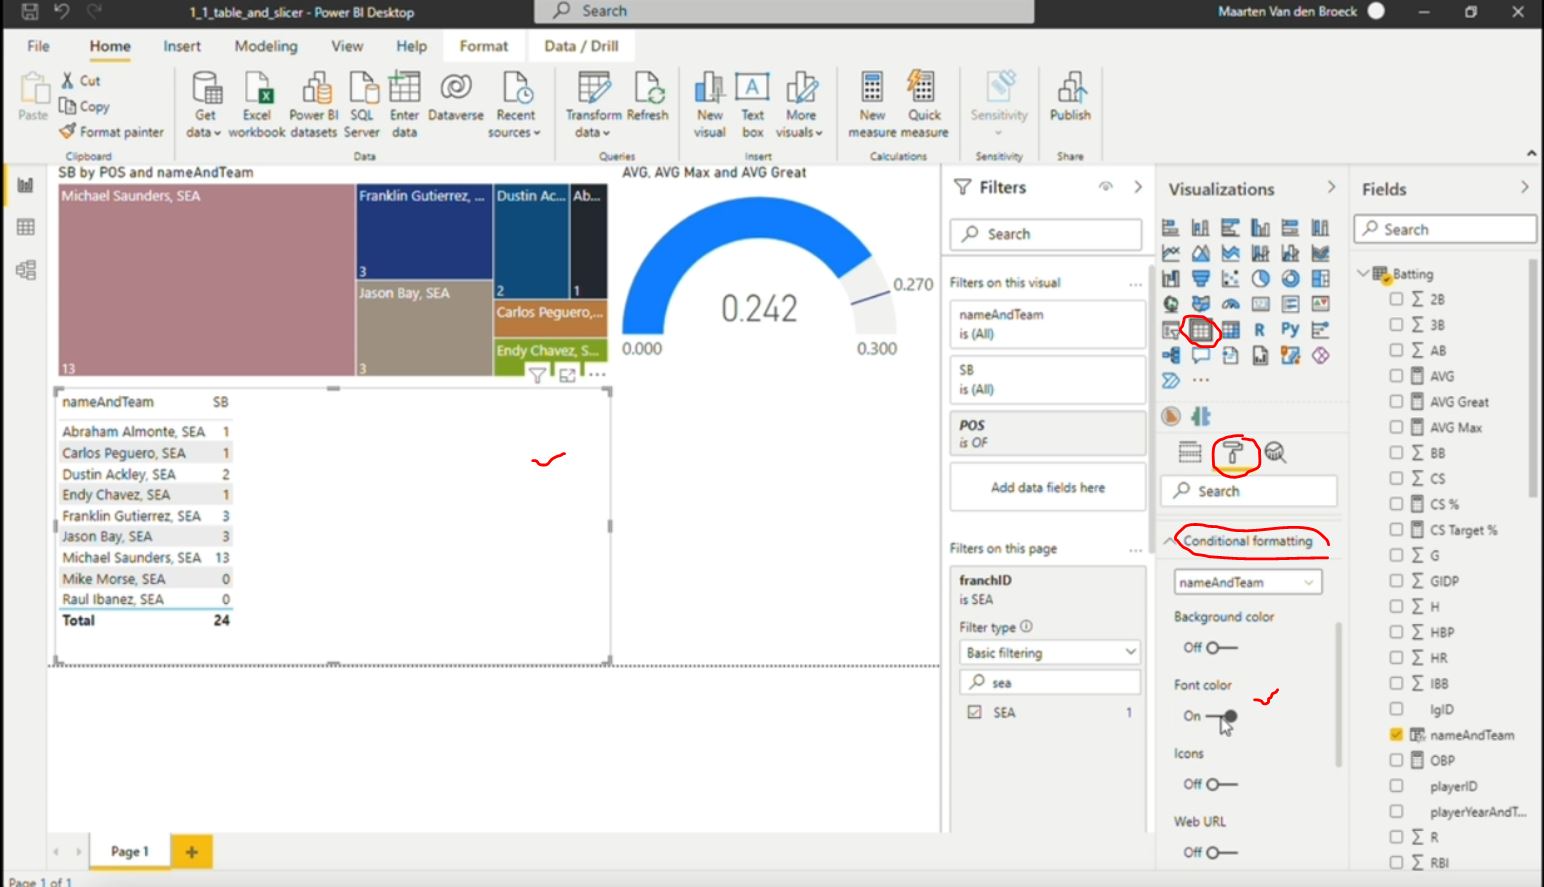 1_1_table_and_slicer - Power BI Desktop
Search
Maarten Van den Broeck
File Home Insert Modeling View Help Format Data / Drill
Paste
Cut
Copy
Format painter
Clipboard
Get data
Excel workbook
Power BI datasets
SQL Server
Enter data
Dataverse
Recent sources
Data
Transform data
Refresh
Queries
New visual
Text box
More visuals
Insert
New measure
Quick measure
Calculations
Sensitivity
Sensitivity
Publish
Share
SB by POS and nameAndTeam
Michael Saunders, SEA
13
Franklin Gutierrez, ...
3
Jason Bay, SEA
3
Dustin Ac...
2
Ab...
1
Carlos Peguero,...
Endy Chavez, S...
AVG, AVG Max and AVG Great
0.242
0.270
0.000
0.300
nameAndTeam SB
Abraham Almonte, SEA 1
Carlos Peguero, SEA 1
Dustin Ackley, SEA 2
Endy Chavez, SEA 1
Franklin Gutierrez, SEA 3
Jason Bay, SEA 3
Michael Saunders, SEA 13
Mike Morse, SEA 0
Raul Ibanez, SEA 0
Total 24
Page 1
Page 1 of 1
Filters
Search
Filters on this visual
nameAndTeam
is (All)
SB
is (All)
POS
is OF
Add data fields here
Filters on this page
franchID
is SEA
Filter type
Basic filtering
sea
SEA 1
Visualizations
R Py
Search
Conditional formatting
nameAndTeam
Background color
Off
Font color
On
Icons
Off
Web URL
Off
Fields
Search
Batting
2B
3B
AB
AVG
AVG Great
AVG Max
BB
CS
CS %
CS Target %
G
GIDP
H
HBP
HR
IBB
lgID
nameAndTeam
OBP
playerID
playerYearAndT...
R
RBI